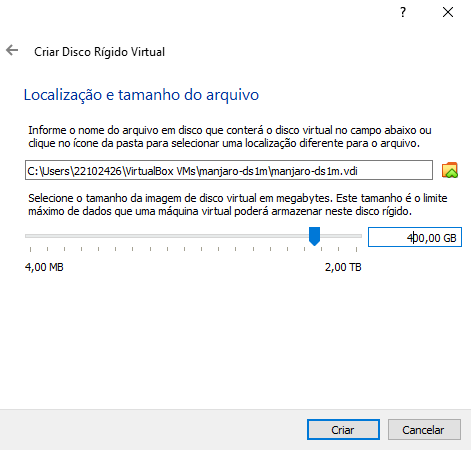 ?
Criar Disco Rígido Virtual
Localização e tamanho do arquivo
Informe o nome do arquivo em disco que conterá o disco virtual no campo abaixo ou
clique no ícone da pasta para selecionar uma localização diferente para o arquivo.
C:\Users\22102426\VirtualBox VMs\manjaro-ds1m\manjaro-ds1m.vdi
Selecione o tamanho da imagem de disco virtual em megabytes. Este tamanho é o limite
máximo de dados que uma máquina virtual poderá armazenar neste disco rígido.
400,00 GB
4,00 MB 2,00 TB
Criar Cancelar